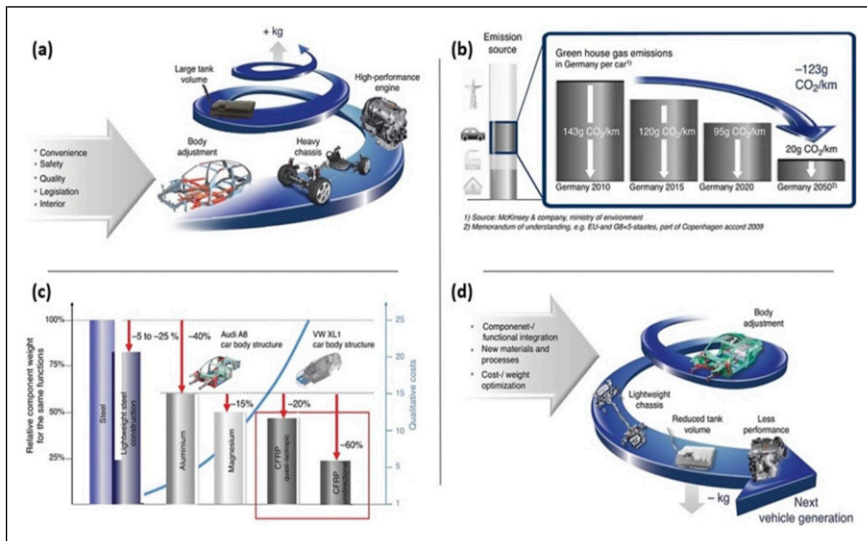 (a)
+ kg
Large tank
volume
High-performance
engine
Body
adjustment
Heavy
chassis
* Convenience
• Safety
• Quality
• Legislation
• Interior
(b)
Emission
source
Green house gas emissions
in Germany per car1)
–123g
CO2/km
143g CO2/km
120g CO2/km
95g CO2/km
20g CO2/km
Germany 2010
Germany 2015
Germany 2020
Germany 20502)
1) Source: McKinsey & company, ministry of environment
2) Memorandum of understanding, e.g. EU-and G8+5-staates, part of Copenhagen accord 2009
(c)
Relative component weight
for the same functions
100%
75%
50%
25%
Steel
Lightweight steel
construction
Aluminium
Magnesium
CFRP
quasi-isotropic
CFRP
unidirectional
–5 to –25 %
–40%
Audi A8
car body structure
–15%
VW XL1
car body structure
–20%
–60%
25
20
15
10
5
1
Qualitative costs
(d)
• Componenet-/
functional integration
• New materials and
processes
• Cost-/ weight
optimization
Body
adjustment
Lightweight
chassis
Reduced tank
volume
Less
performance
– kg
Next
vehicle generation